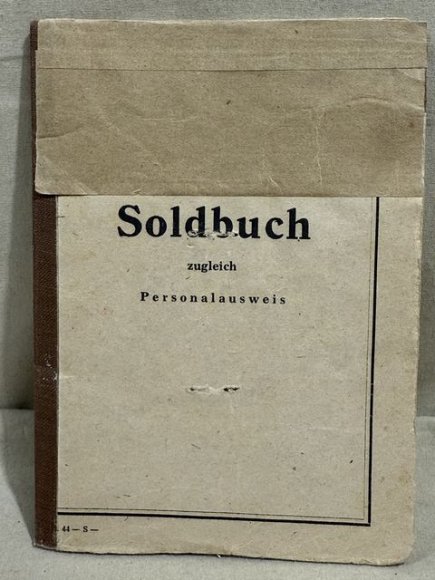 Soldbuch
zugleich
Personalausweis
44 — S —